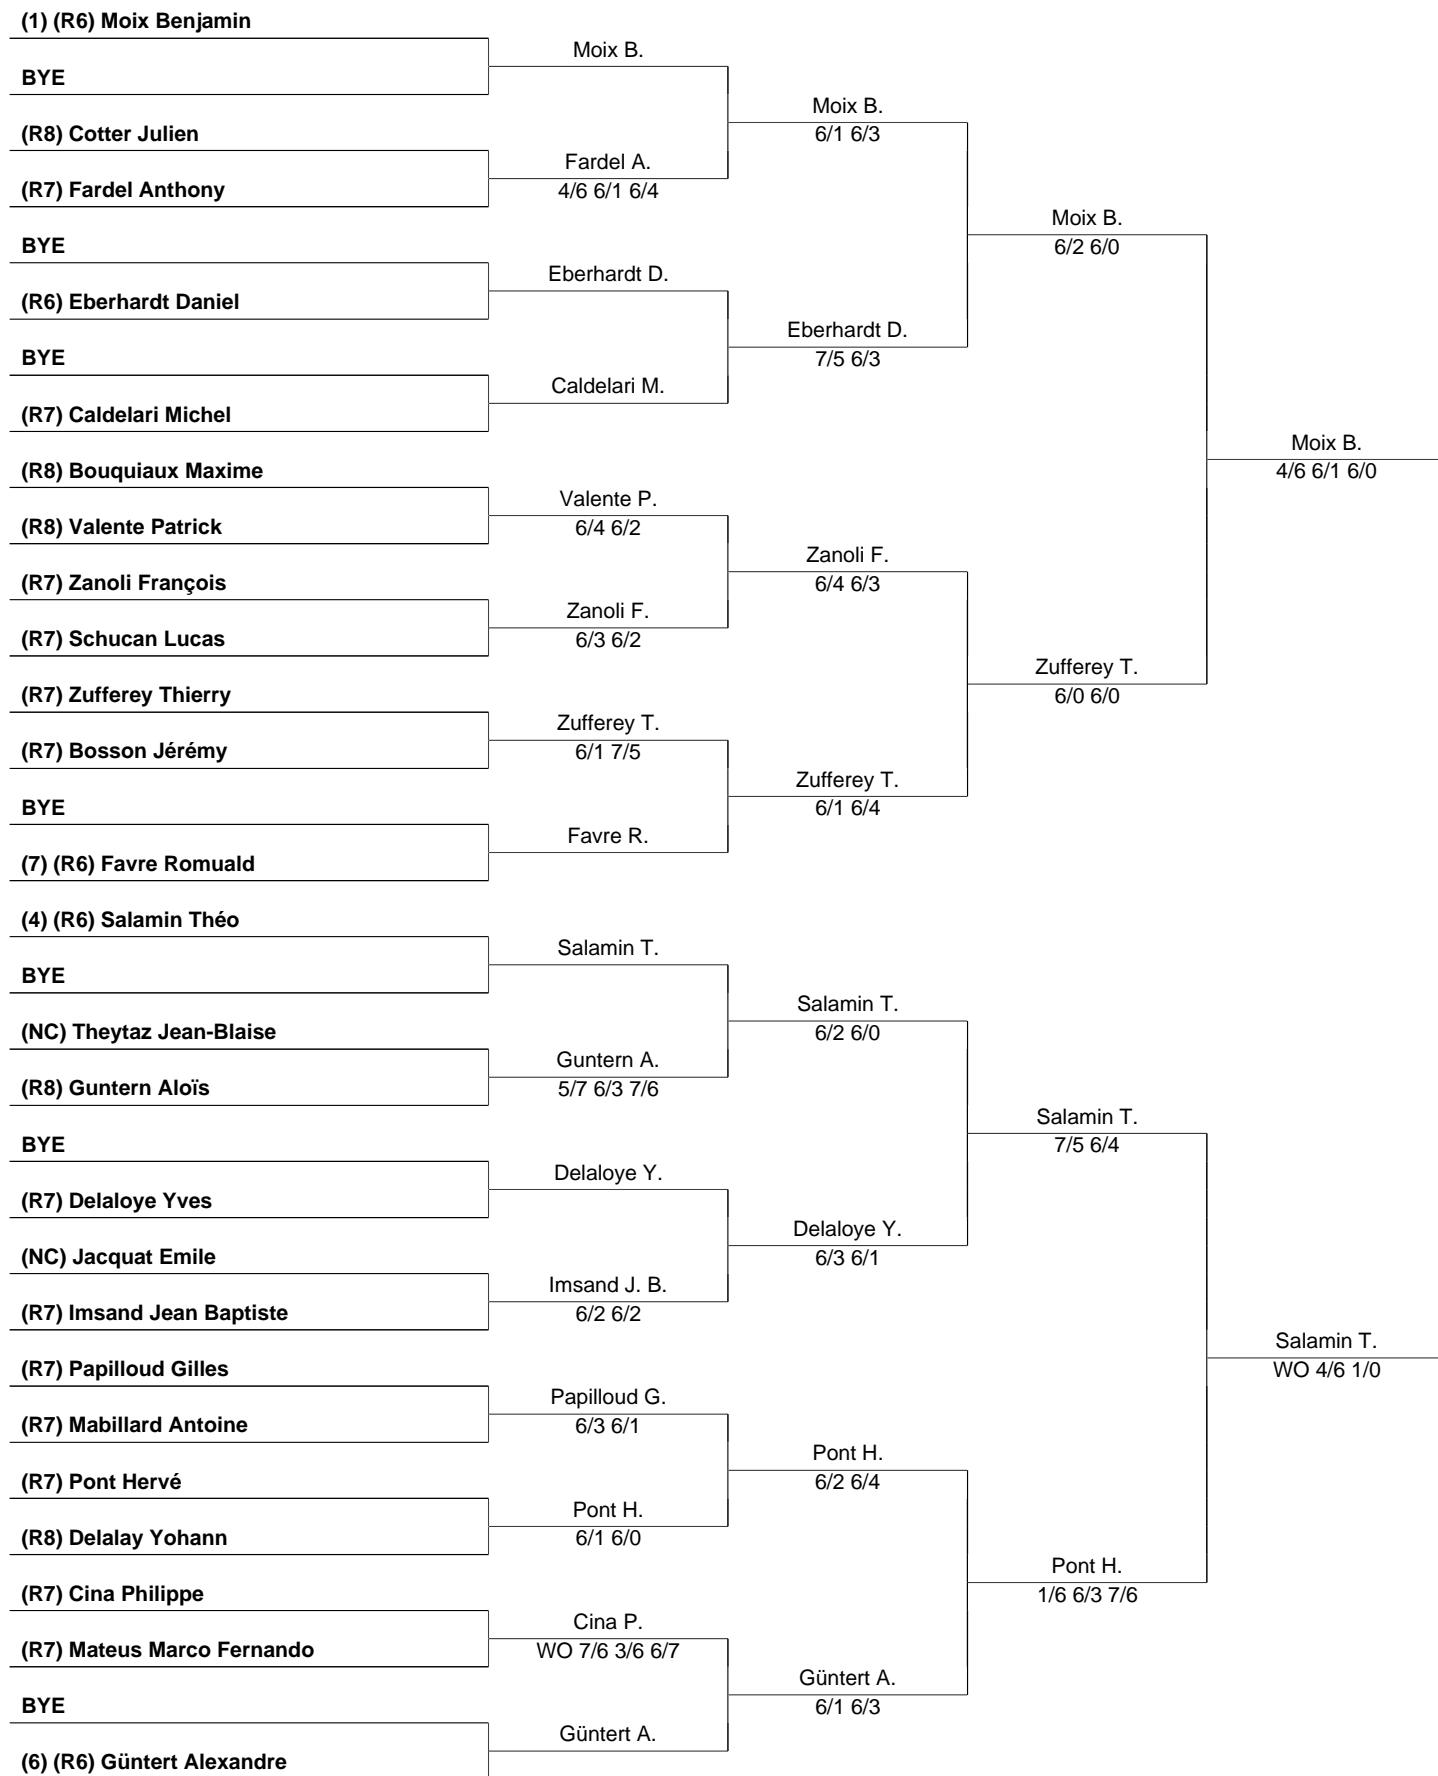 (1) (R6) Moix Benjamin
Moix B.
BYE
Moix B.
6/1 6/3
(R8) Cotter Julien
Fardel A.
4/6 6/1 6/4
(R7) Fardel Anthony
Moix B.
6/2 6/0
BYE
Eberhardt D.
(R6) Eberhardt Daniel
Eberhardt D.
7/5 6/3
BYE
Caldelari M.
(R7) Caldelari Michel
Moix B.
4/6 6/1 6/0
(R8) Bouquiaux Maxime
Valente P.
6/4 6/2
(R8) Valente Patrick
Zanoli F.
6/4 6/3
(R7) Zanoli François
Zanoli F.
6/3 6/2
(R7) Schucan Lucas
Zufferey T.
6/0 6/0
(R7) Zufferey Thierry
Zufferey T.
6/1 7/5
(R7) Bosson Jérémy
Zufferey T.
6/1 6/4
BYE
Favre R.
(7) (R6) Favre Romuald
(4) (R6) Salamin Théo
Salamin T.
BYE
Salamin T.
6/2 6/0
(NC) Theytaz Jean-Blaise
Guntern A.
5/7 6/3 7/6
(R8) Guntern Aloïs
Salamin T.
7/5 6/4
BYE
Delaloye Y.
(R7) Delaloye Yves
Delaloye Y.
6/3 6/1
(NC) Jacquat Emile
Imsand J. B.
6/2 6/2
(R7) Imsand Jean Baptiste
Salamin T.
WO 4/6 1/0
(R7) Papilloud Gilles
Papilloud G.
6/3 6/1
(R7) Mabillard Antoine
Pont H.
6/2 6/4
(R7) Pont Hervé
Pont H.
6/1 6/0
(R8) Delalay Yohann
Pont H.
1/6 6/3 7/6
(R7) Cina Philippe
Cina P.
WO 7/6 3/6 6/7
(R7) Mateus Marco Fernando
Güntert A.
6/1 6/3
BYE
Güntert A.
(6) (R6) Güntert Alexandre